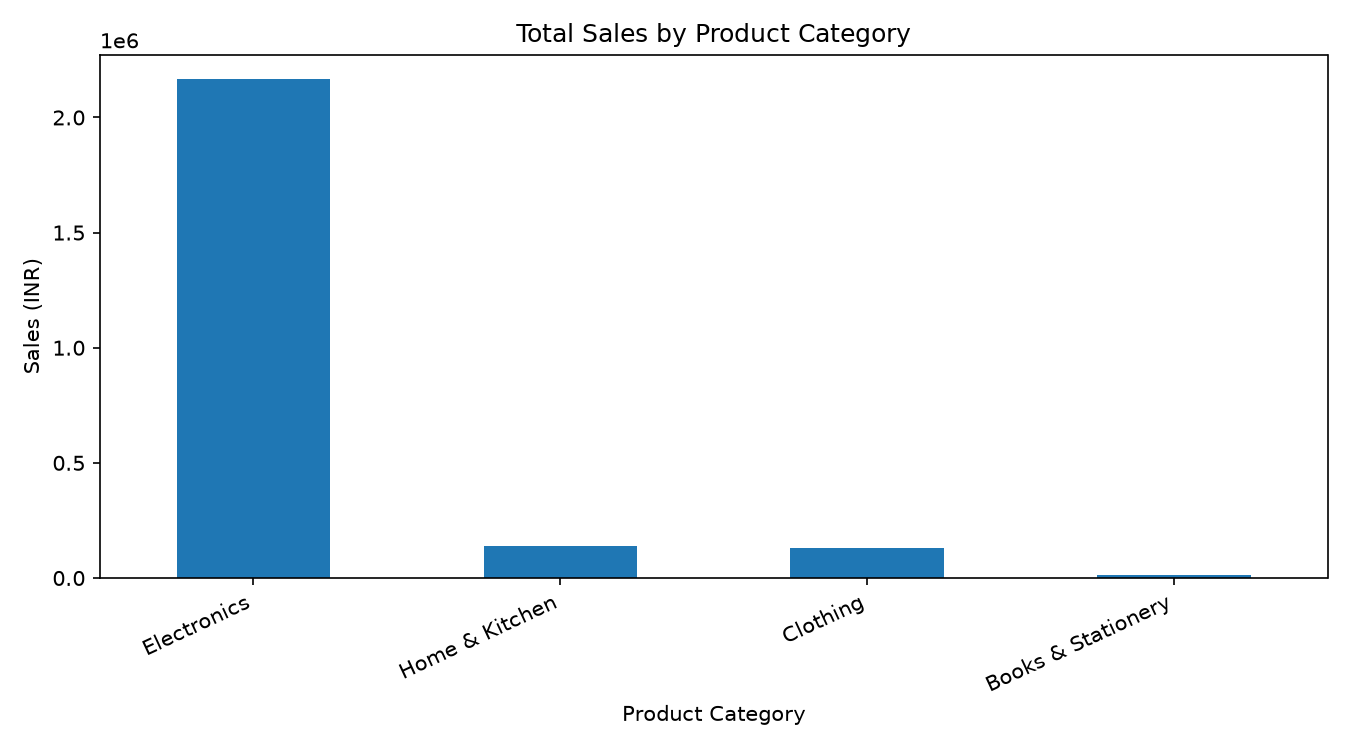 Total Sales by Product Category
1e6
2.0
1.5
1.0
0.5
0.0
Sales (INR)
Electronics
Home & Kitchen
Clothing
Books & Stationery
Product Category